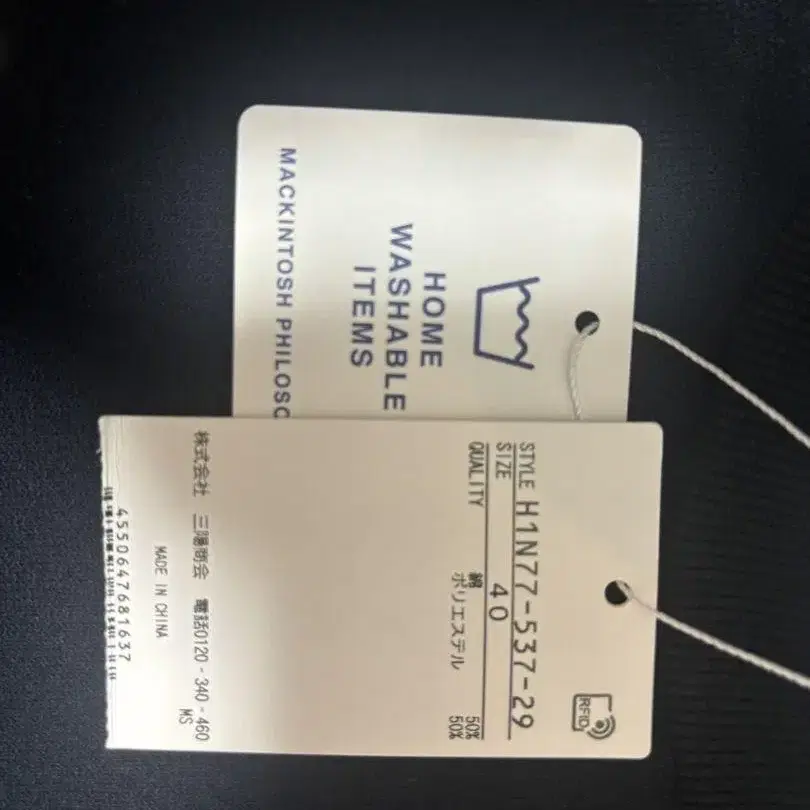 HOME
WASHABLE
ITEMS
MACKINTOSH PHILOSO
RFID
STYLE H1N77-537-29
SIZE 40
QUALITY 綿 50%
ポリエステル 50%
株式会社 三陽商会 電話0120-340-460
MS
MADE IN CHINA
4550647681637